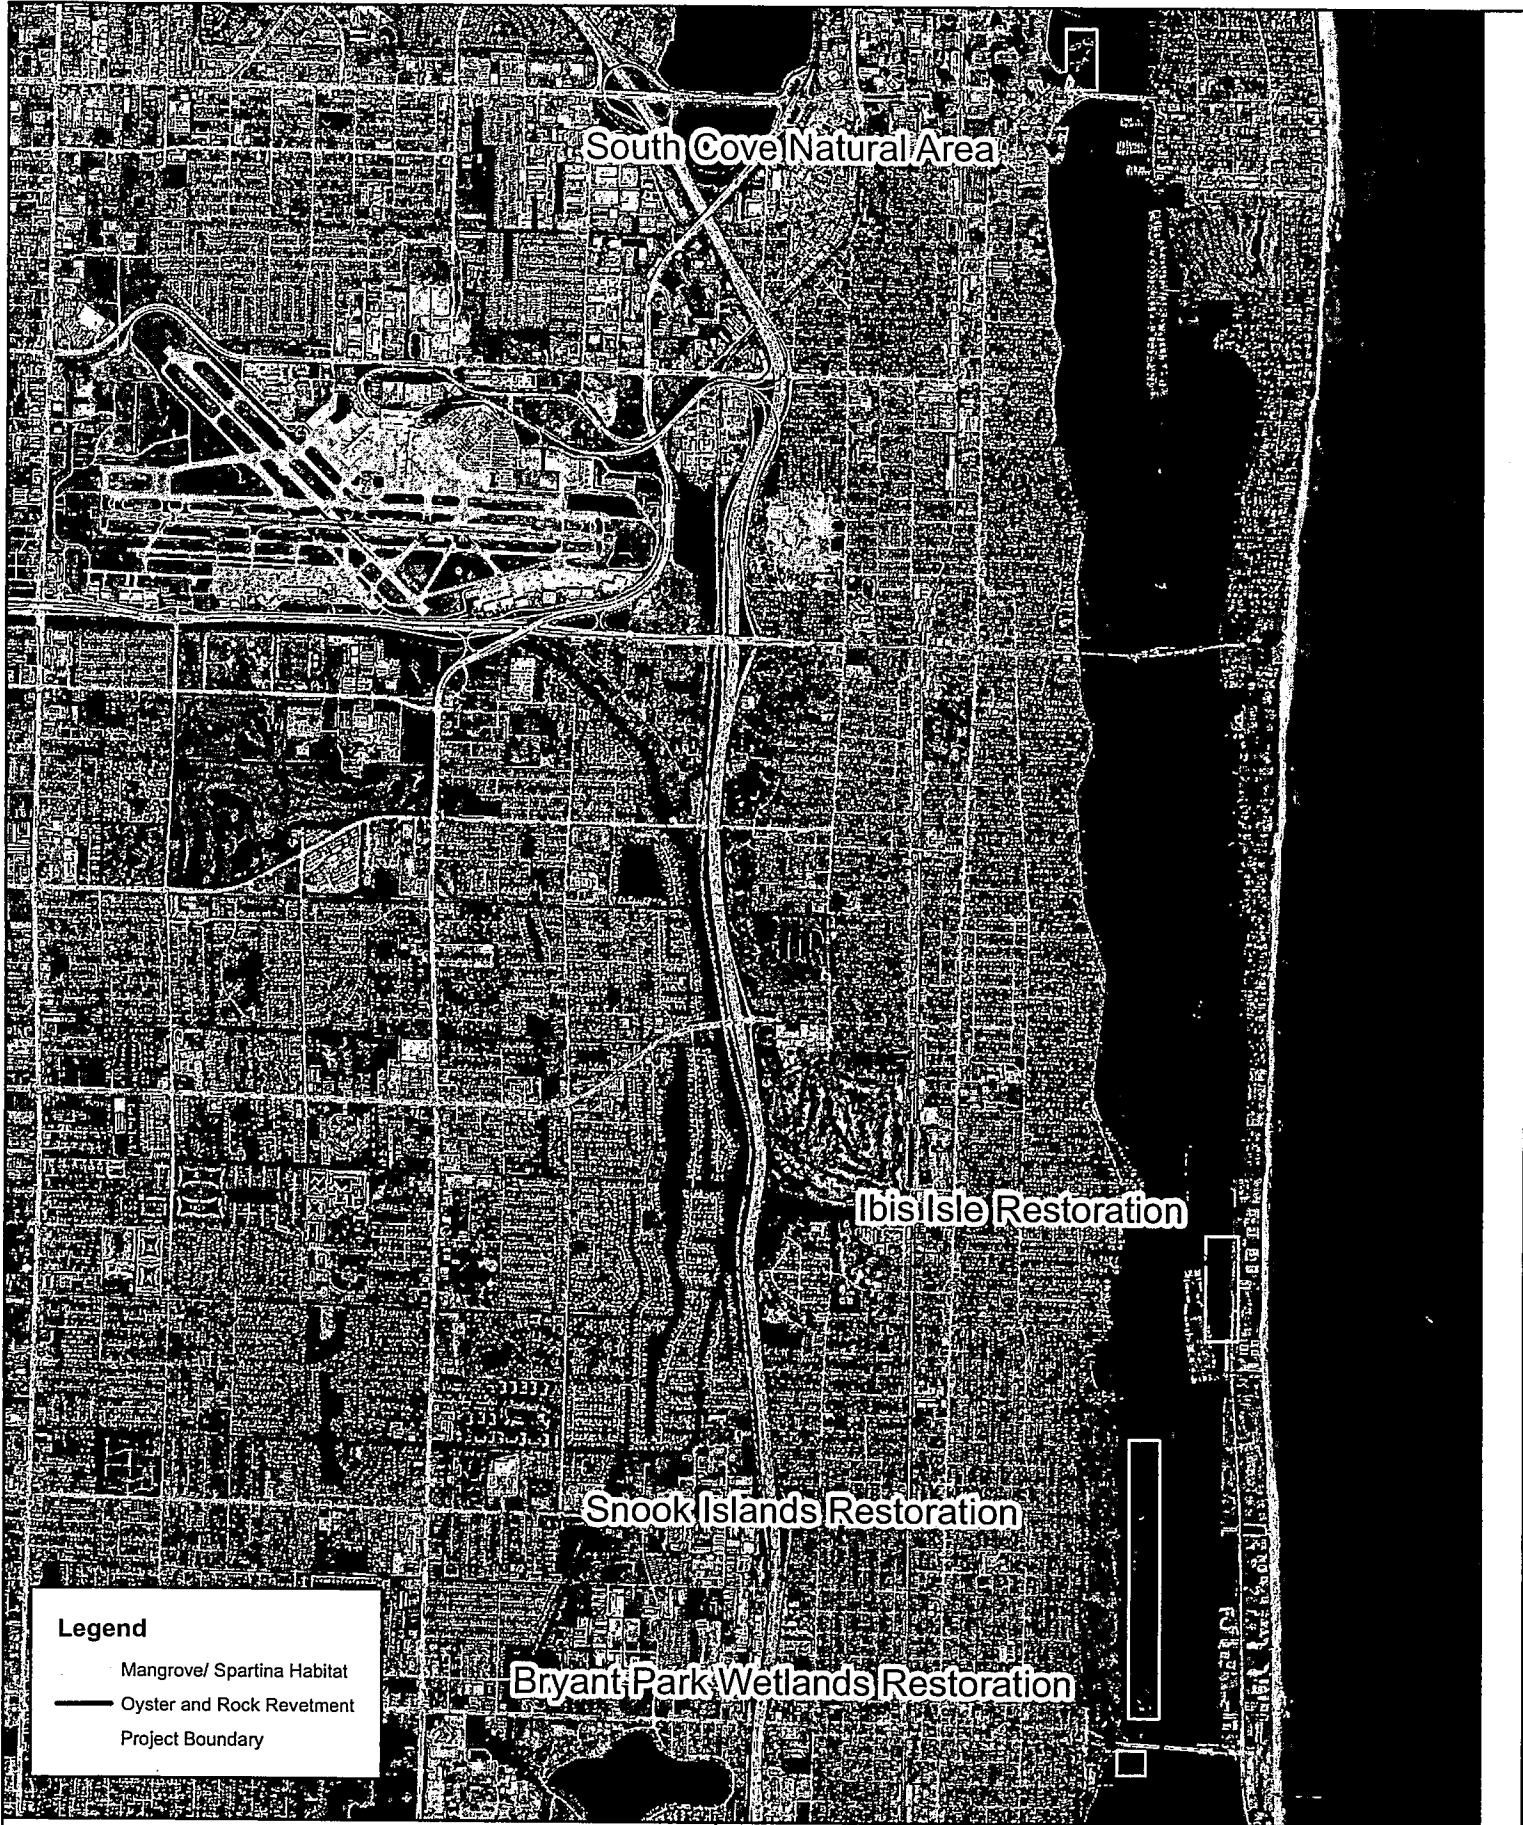 South Cove Natural Area
Ibis Isle Restoration
Snook Islands Restoration
Bryant Park Wetlands Restoration
Legend
Mangrove/ Spartina Habitat
Oyster and Rock Revetment
Project Boundary